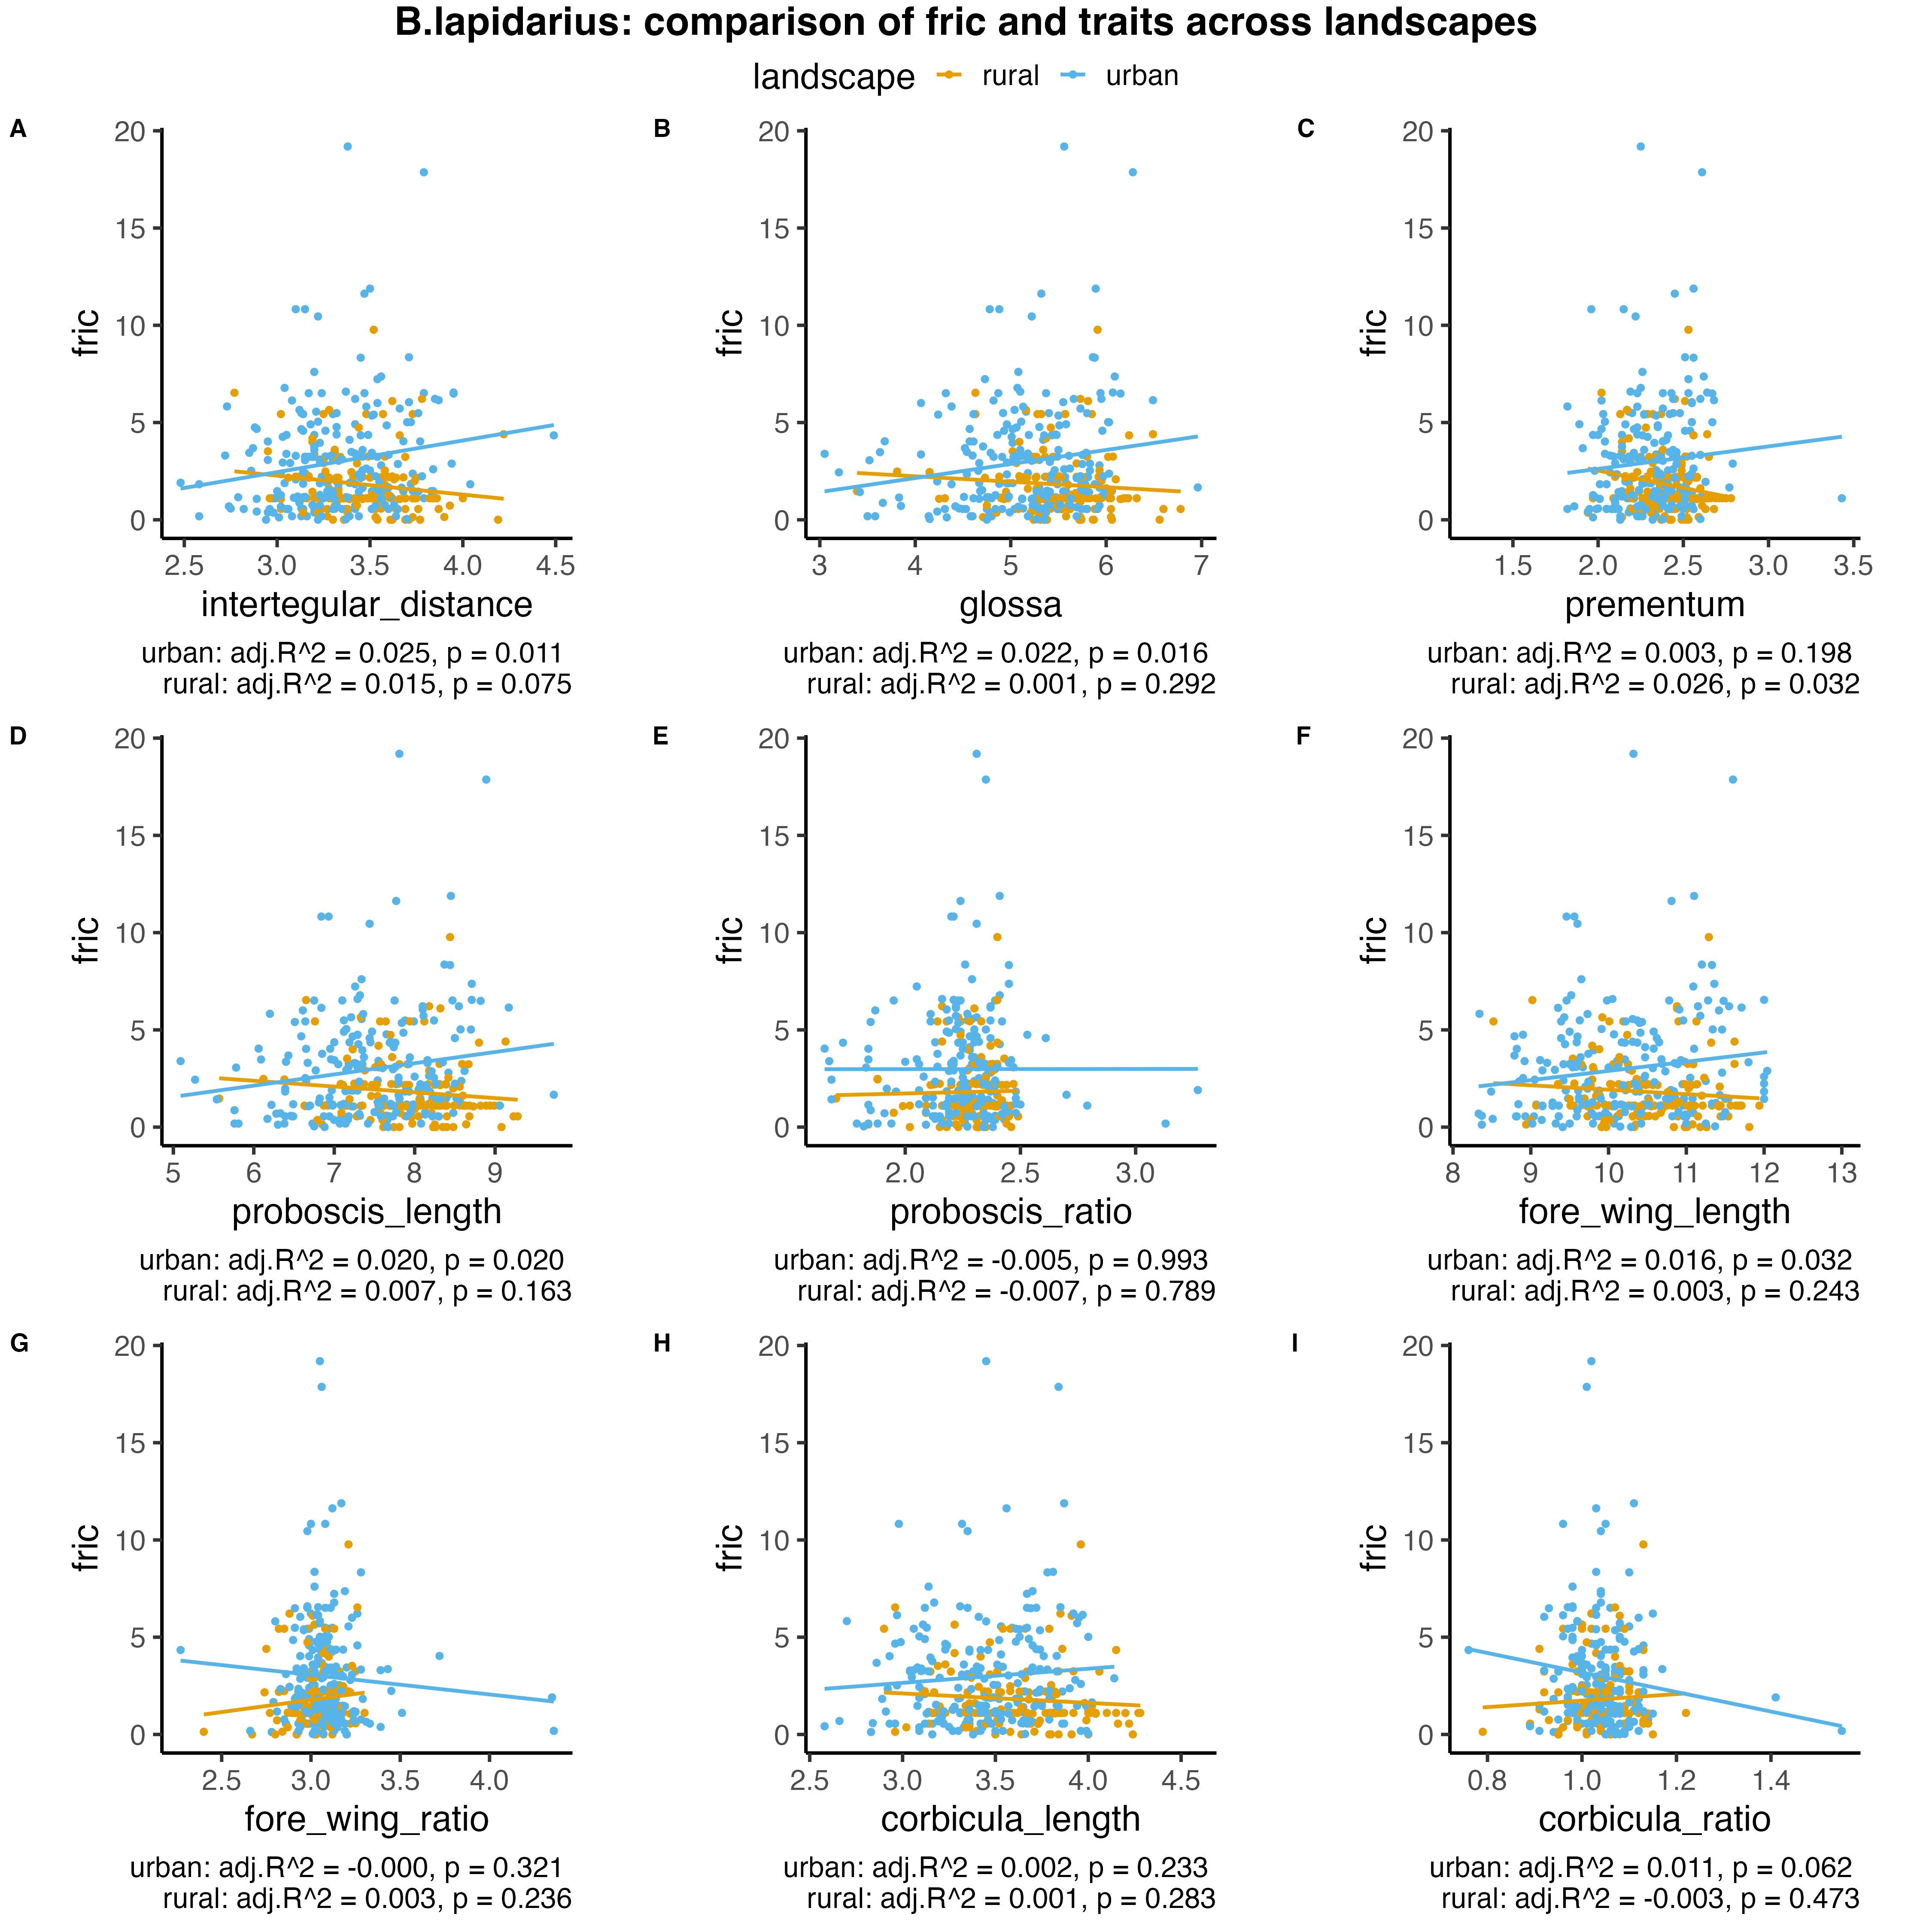 B.lapidarius: comparison of fric and traits across landscapes
landscape rural urban
A
20
15
10
5
0
fric
2.5 3.0 3.5 4.0 4.5
intertegular_distance
urban: adj.R^2 = 0.025, p = 0.011
rural: adj.R^2 = 0.015, p = 0.075
B
20
15
10
5
0
fric
3 4 5 6 7
glossa
urban: adj.R^2 = 0.022, p = 0.016
rural: adj.R^2 = 0.001, p = 0.292
C
20
15
10
5
0
fric
1.5 2.0 2.5 3.0 3.5
prementum
urban: adj.R^2 = 0.003, p = 0.198
rural: adj.R^2 = 0.026, p = 0.032
D
20
15
10
5
0
fric
5 6 7 8 9
proboscis_length
urban: adj.R^2 = 0.020, p = 0.020
rural: adj.R^2 = 0.007, p = 0.163
E
20
15
10
5
0
fric
2.0 2.5 3.0
proboscis_ratio
urban: adj.R^2 = -0.005, p = 0.993
rural: adj.R^2 = -0.007, p = 0.789
F
20
15
10
5
0
fric
8 9 10 11 12 13
fore_wing_length
urban: adj.R^2 = 0.016, p = 0.032
rural: adj.R^2 = 0.003, p = 0.243
G
20
15
10
5
0
fric
2.5 3.0 3.5 4.0
fore_wing_ratio
urban: adj.R^2 = -0.000, p = 0.321
rural: adj.R^2 = 0.003, p = 0.236
H
20
15
10
5
0
fric
2.5 3.0 3.5 4.0 4.5
corbicula_length
urban: adj.R^2 = 0.002, p = 0.233
rural: adj.R^2 = 0.001, p = 0.283
I
20
15
10
5
0
fric
0.8 1.0 1.2 1.4
corbicula_ratio
urban: adj.R^2 = 0.011, p = 0.062
rural: adj.R^2 = -0.003, p = 0.473